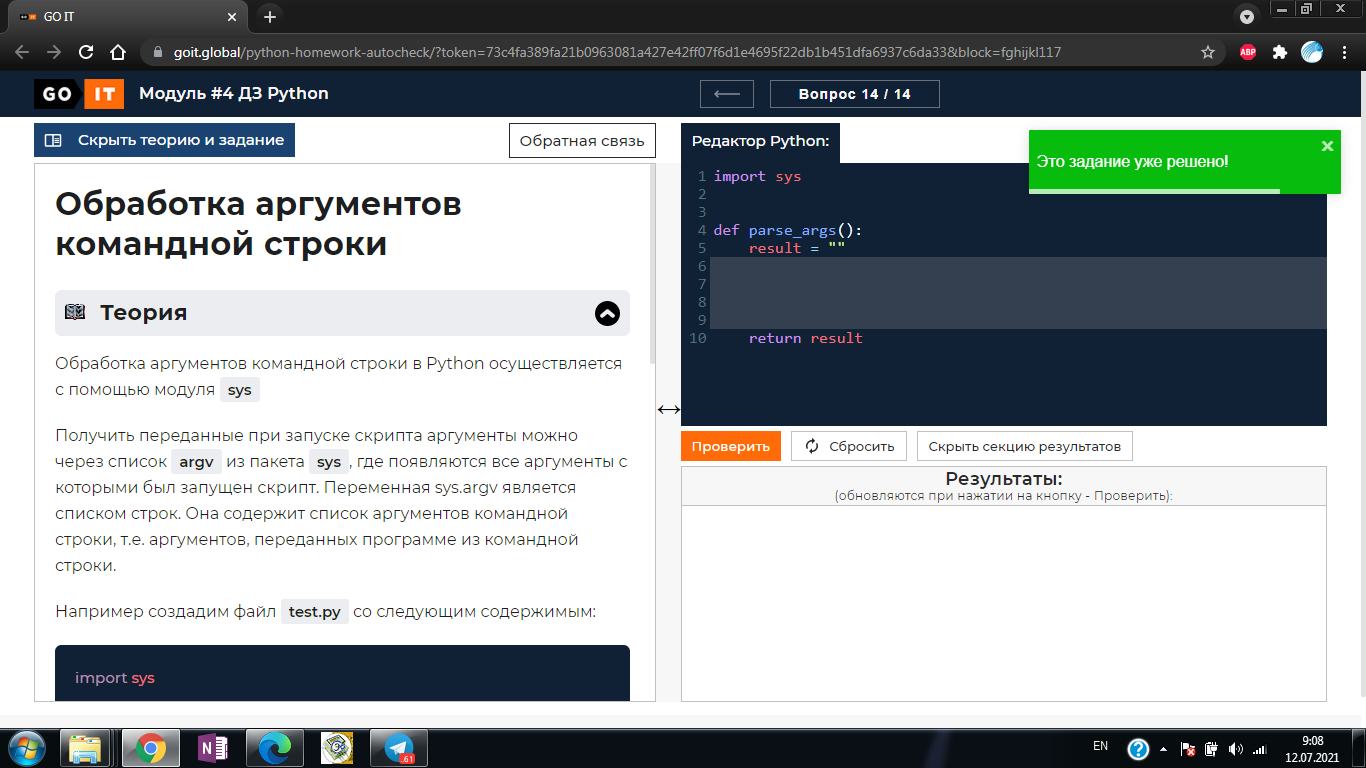 GO IT
goit.global/python-homework-autocheck/?token=73c4fa389fa21b0963081a427e42ff07f6d1e4695f22db1b451dfa6937c6da33&block=fghijkl117
ABP
GO IT
Модуль #4 ДЗ Python
Вопрос 14 / 14
Скрыть теорию и задание
Обратная связь
Обработка аргументов
командной строки
Теория
Обработка аргументов командной строки в Python осуществляется
с помощью модуля sys
Получить переданные при запуске скрипта аргументы можно
через список argv из пакета sys , где появляются все аргументы с
которыми был запущен скрипт. Переменная sys.argv является
списком строк. Она содержит список аргументов командной
строки, т.е. аргументов, переданных программе из командной
строки.
Например создадим файл test.py со следующим содержимым:
import sys
Редактор Python:
Это задание уже решено!
1 import sys
2
3
4 def parse_args():
5 result = ""
6
7
8
9
10 return result
Проверить
Сбросить
Скрыть секцию результатов
Результаты:
(обновляются при нажатии на кнопку - Проверить):
.61
EN
9:08
12.07.2021